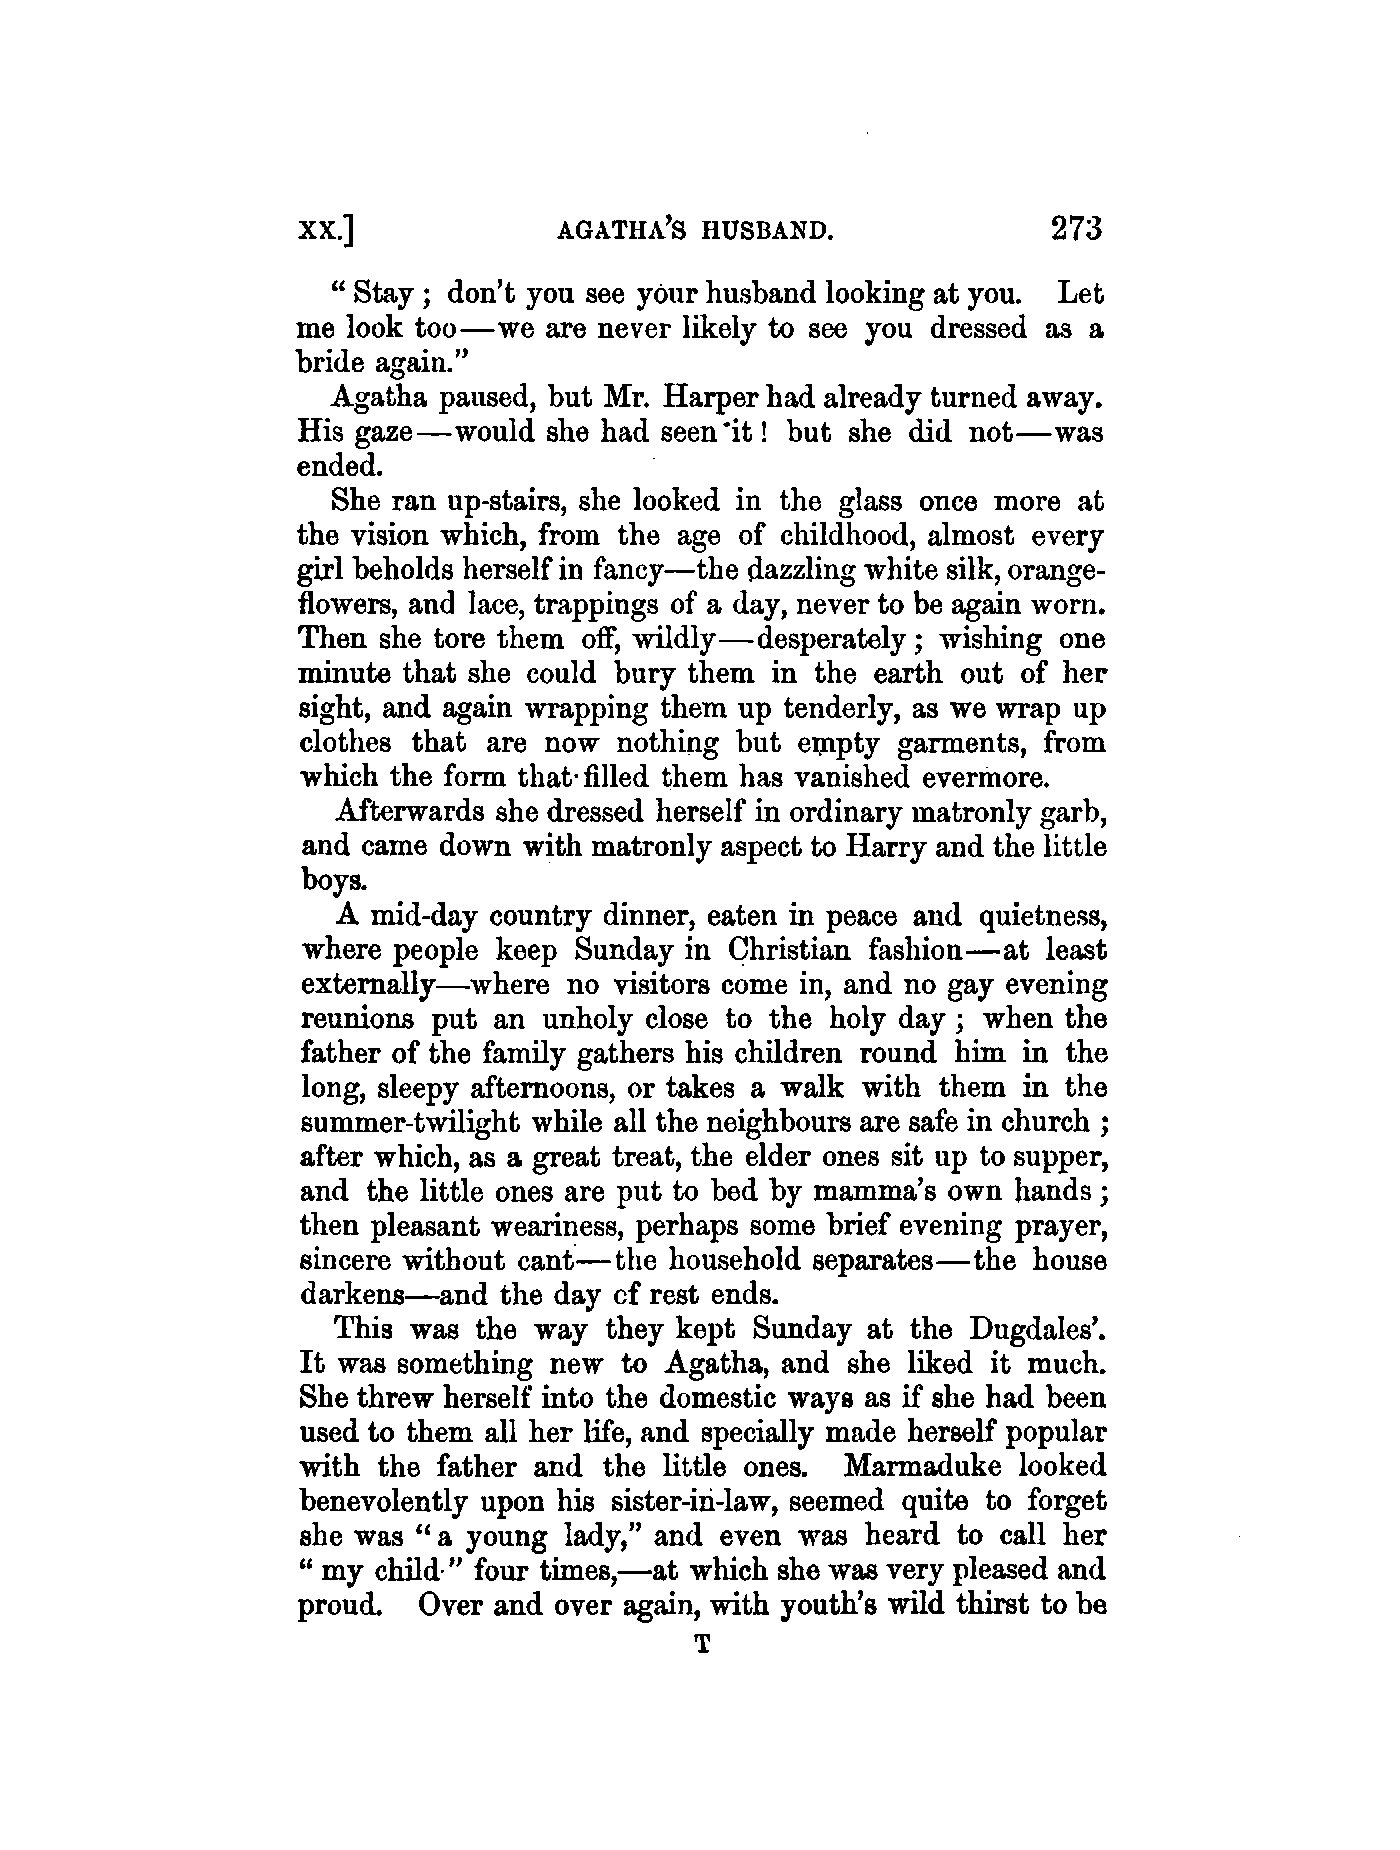 XX.] AGATHA'S HUSBAND. 273
“ Stay ; don't you see your husband looking at you. Let
me look too—we are never likely to see you dressed as a
bride again.”
Agatha paused, but Mr. Harper had already turned away.
His gaze—would she had seen it ! but she did not—was
ended.
She ran up-stairs, she looked in the glass once more at
the vision which, from the age of childhood, almost every
girl beholds herself in fancy—the dazzling white silk, orange-
flowers, and lace, trappings of a day, never to be again worn.
Then she tore them off, wildly—desperately ; wishing one
minute that she could bury them in the earth out of her
sight, and again wrapping them up tenderly, as we wrap up
clothes that are now nothing but empty garments, from
which the form that filled them has vanished evermore.
Afterwards she dressed herself in ordinary matronly garb,
and came down with matronly aspect to Harry and the little
boys.
A mid-day country dinner, eaten in peace and quietness,
where people keep Sunday in Christian fashion—at least
externally—where no visitors come in, and no gay evening
reunions put an unholy close to the holy day ; when the
father of the family gathers his children round him in the
long, sleepy afternoons, or takes a walk with them in the
summer-twilight while all the neighbours are safe in church ;
after which, as a great treat, the elder ones sit up to supper,
and the little ones are put to bed by mamma's own hands ;
then pleasant weariness, perhaps some brief evening prayer,
sincere without cant—the household separates—the house
darkens—and the day of rest ends.
This was the way they kept Sunday at the Dugdales'.
It was something new to Agatha, and she liked it much.
She threw herself into the domestic ways as if she had been
used to them all her life, and specially made herself popular
with the father and the little ones. Marmaduke looked
benevolently upon his sister-in-law, seemed quite to forget
she was “ a young lady,” and even was heard to call her
“ my child ” four times,—at which she was very pleased and
proud. Over and over again, with youth's wild thirst to be
T